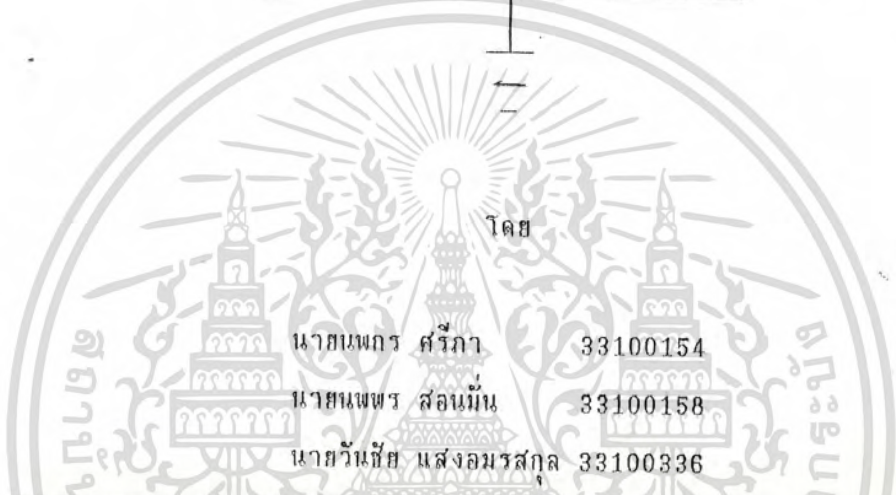 โดย
นายนพกร ศรีภา 33100154
นายนพพร สอนมั่น 33100158
นายวันชัย แสงอมรสกุล 33100336